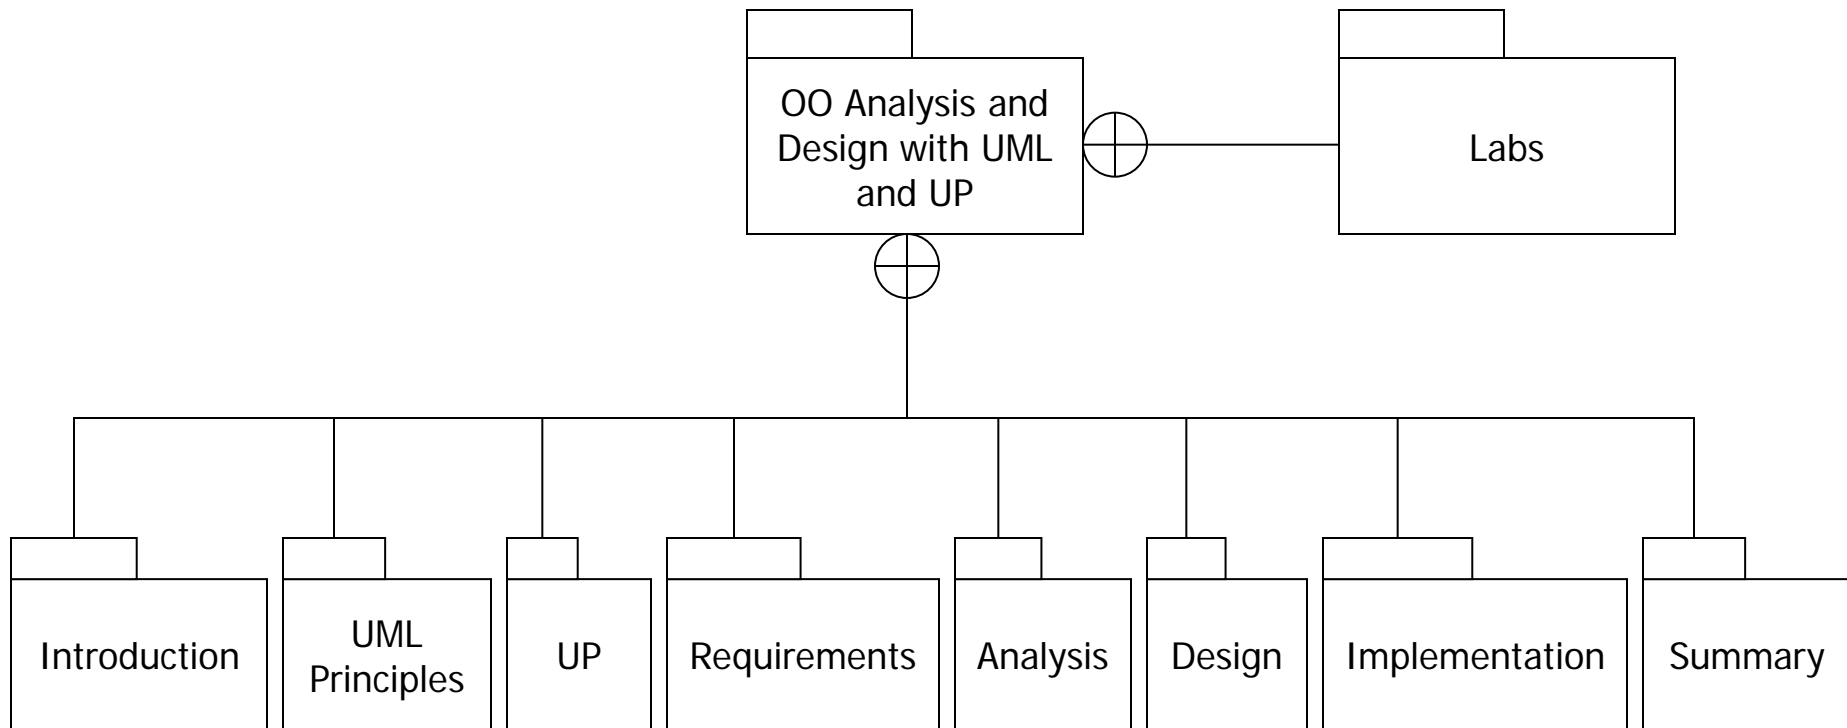 OO Analysis and
Design with UML
and UP
Labs
Introduction
UML
Principles
UP
Requirements
Analysis
Design
Implementation
Summary